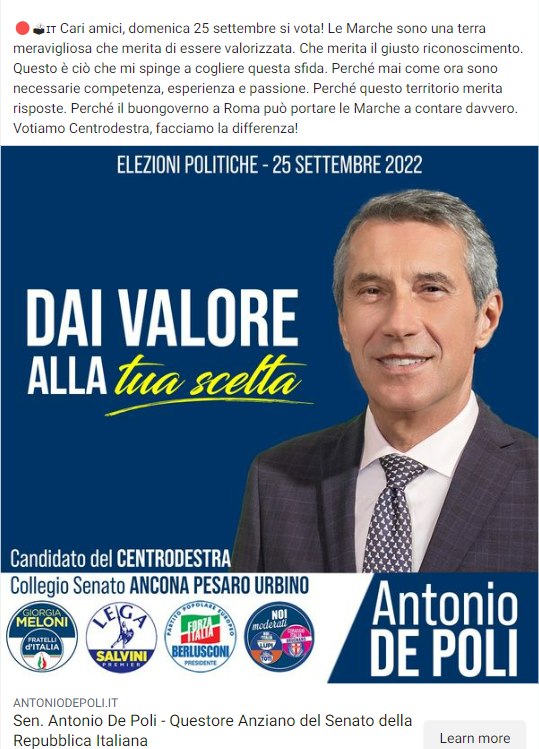 🔴🗳️🇮🇹 Cari amici, domenica 25 settembre si vota! Le Marche sono una terra
meravigliosa che merita di essere valorizzata. Che merita il giusto riconoscimento.
Questo è ciò che mi spinge a cogliere questa sfida. Perché mai come ora sono
necessarie competenza, esperienza e passione. Perché questo territorio merita
risposte. Perché il buongoverno a Roma può portare le Marche a contare davvero.
Votiamo Centrodestra, facciamo la differenza!
ELEZIONI POLITICHE - 25 SETTEMBRE 2022
DAI VALORE
ALLA tua scelta
Candidato del CENTRODESTRA
Collegio Senato ANCONA PESARO URBINO
GIORGIA
MELONI
FRATELLI
d'ITALIA
LEGA
SALVINI
PREMIER
PARTITO POPOLARE EUROPEO
FORZA
ITALIA
BERLUSCONI
PRESIDENTE
NOI
moderati
LUPI
TOTI
BRUGNARO
Antonio
DE POLI
ANTONIODEPOLI.IT
Sen. Antonio De Poli - Questore Anziano del Senato della
Repubblica Italiana
Learn more